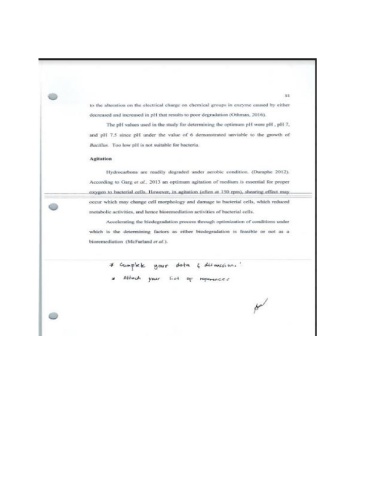 44
to the alteration on the electrical charge on chemical groups in enzyme caused by either
decreased and increased in pH that results to poor degradation (Othman, 2016).
The pH values used in the study for determining the optimum pH were pH , pH 7,
and pH 7.5 since pH under the value of 6 demonstrated to the growth of
Bacillus. Too low pH is not suitable for bacteria.
Agitation
Hydrocarbons are readily degraded under aerobic condition. (Darsphe 2012).
According to Garg et al., 2013 an optimum agitation of medium is essential for proper
oxygen to bacterial cells. However, in agitation (often at 150 rpm), shearing effect may
occur which may change cell morphology and damage to bacterial cells, which reduced
metabolic activities, and hence bioremediation activities of bacterial cells.
Accelerating the biodegradation process through optimization of conditions under
which is the determining factors as either biodegradation is feasible or not as a
bioremediation (McFarland et al.).
* Complete your data & discussions.
* Attach your list of references